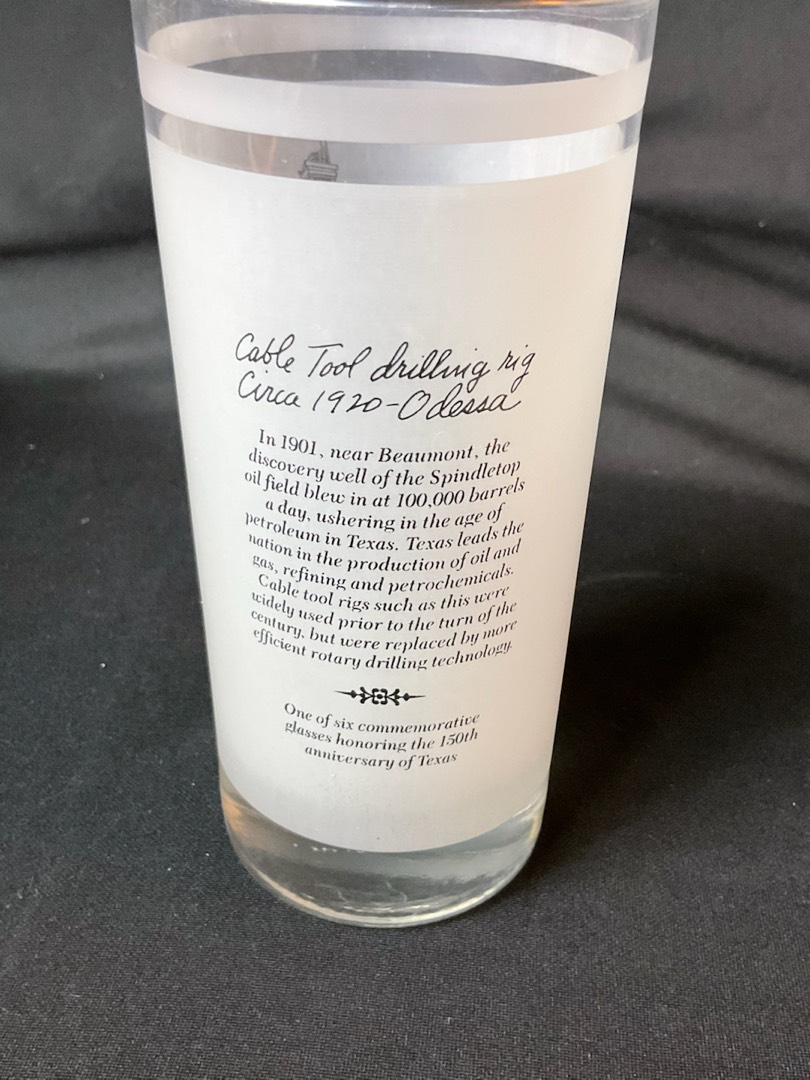 Cable Tool drilling rig
Circa 1920-Odessa
In 1901, near Beaumont, the
discovery well of the Spindletop
oil field blew in at 100,000 barrels
a day, ushering in the age of
petroleum in Texas. Texas leads the
nation in the production of oil and
gas, refining and petrochemicals.
Cable tool rigs such as this were
widely used prior to the turn of the
century, but were replaced by more
efficient rotary drilling technology.
One of six commemorative
glasses honoring the 150th
anniversary of Texas